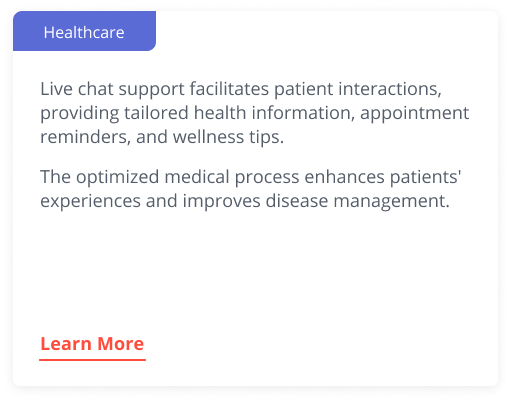 Healthcare
Live chat support facilitates patient interactions,
providing tailored health information, appointment
reminders, and wellness tips.
The optimized medical process enhances patients'
experiences and improves disease management.
Learn More